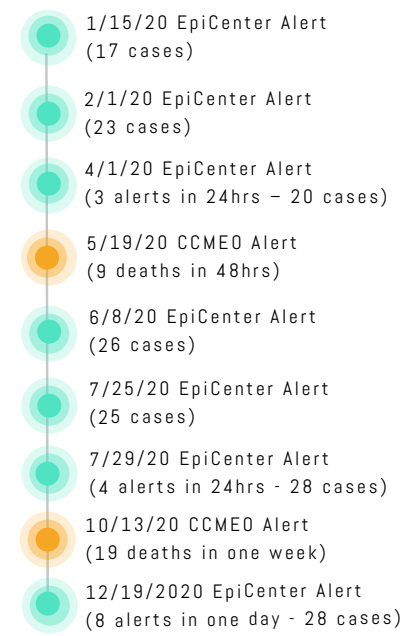 1/15/20 EpiCenter Alert
(17 cases)
2/1/20 EpiCenter Alert
(23 cases)
4/1/20 EpiCenter Alert
(3 alerts in 24hrs – 20 cases)
5/19/20 CCMEO Alert
(9 deaths in 48hrs)
6/8/20 EpiCenter Alert
(26 cases)
7/25/20 EpiCenter Alert
(25 cases)
7/29/20 EpiCenter Alert
(4 alerts in 24hrs - 28 cases)
10/13/20 CCMEO Alert
(19 deaths in one week)
12/19/2020 EpiCenter Alert
(8 alerts in one day - 28 cases)